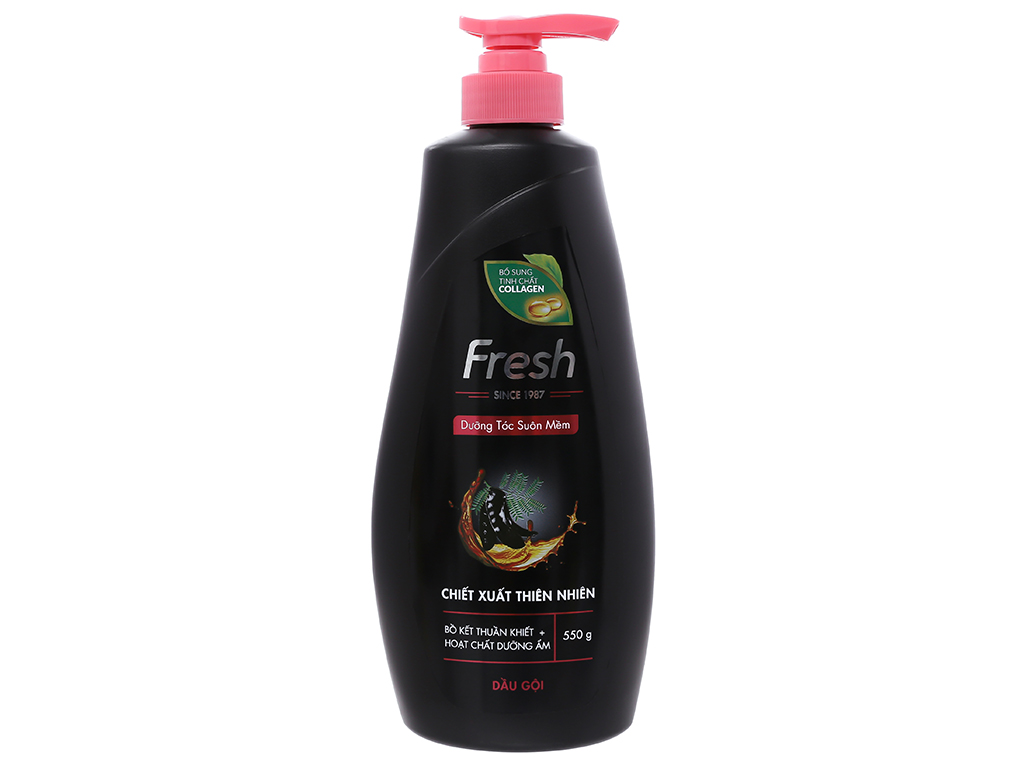 BỔ SUNG
TINH CHẤT
COLLAGEN
Fresh
SINCE 1987
Dưỡng Tóc Suôn Mềm
CHIẾT XUẤT THIÊN NHIÊN
BỒ KẾT THUẦN KHIẾT +
HOẠT CHẤT DƯỠNG ẨM
550 g
DẦU GỘI